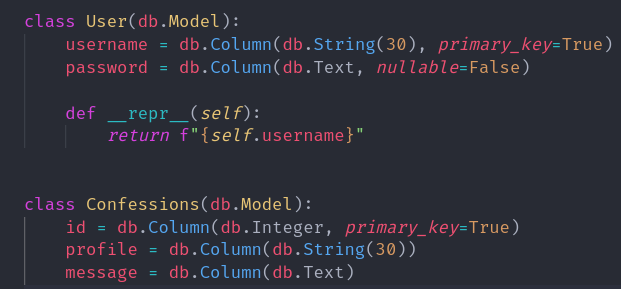 class User(db.Model):
    username = db.Column(db.String(30), primary_key=True)
    password = db.Column(db.Text, nullable=False)

    def __repr__(self):
        return f"{self.username}"


class Confessions(db.Model):
    id = db.Column(db.Integer, primary_key=True)
    profile = db.Column(db.String(30))
    message = db.Column(db.Text)